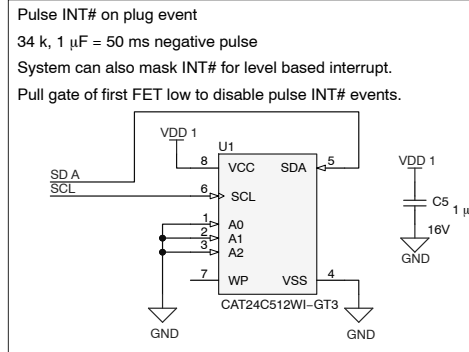 Pulse INT# on plug event
34 k, 1 μF = 50 ms negative pulse
System can also mask INT# for level based interrupt.
Pull gate of first FET low to disable pulse INT# events.
VDD 1
U1
8 VCC SDA 5
SD A
SCL
6 SCL
1 A0
2 A1
3 A2
7 WP VSS 4
CAT24C512WI-GT3
GND
GND
VDD 1
C5 1 μ
16V
GND